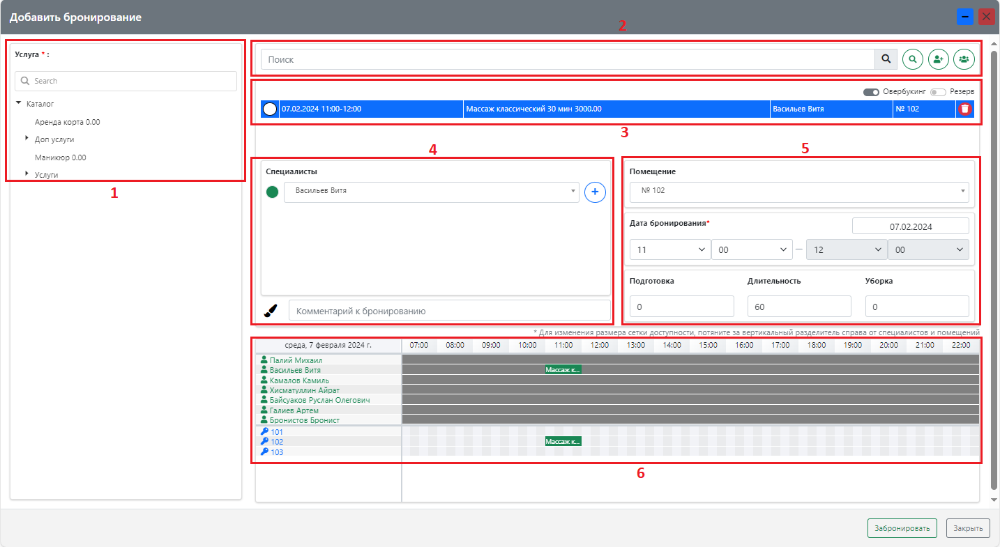 Добавить бронирование
2
Услуга * :
Search
Каталог
Аренда корта 0.00
Доп услуги
Маникюр 0.00
Услуги
1
Поиск
Овербукинг Резерв
07.02.2024 11:00-12:00 Массаж классический 30 мин 3000.00 Васильев Витя № 102
3
4
Специалисты
Васильев Витя
Комментарий к бронированию
5
Помещение
№ 102
Дата бронирования*
07.02.2024
11 00 – 12 00
Подготовка Длительность Уборка
0 60 0
* Для изменения размера сетки доступности, потяните за вертикальный разделитель справа от специалистов и помещений
среда, 7 февраля 2024 г. 07:00 08:00 09:00 10:00 11:00 12:00 13:00 14:00 15:00 16:00 17:00 18:00 19:00 20:00 21:00 22:00
Палий Михаил
Васильев Витя Массаж к...
Камалов Камиль
Хисматуллин Айрат
Байсуаков Руслан Олегович
Галиев Артем
Бронистов Бронист
101
102 Массаж к...
103
6
Забронировать Закрыть